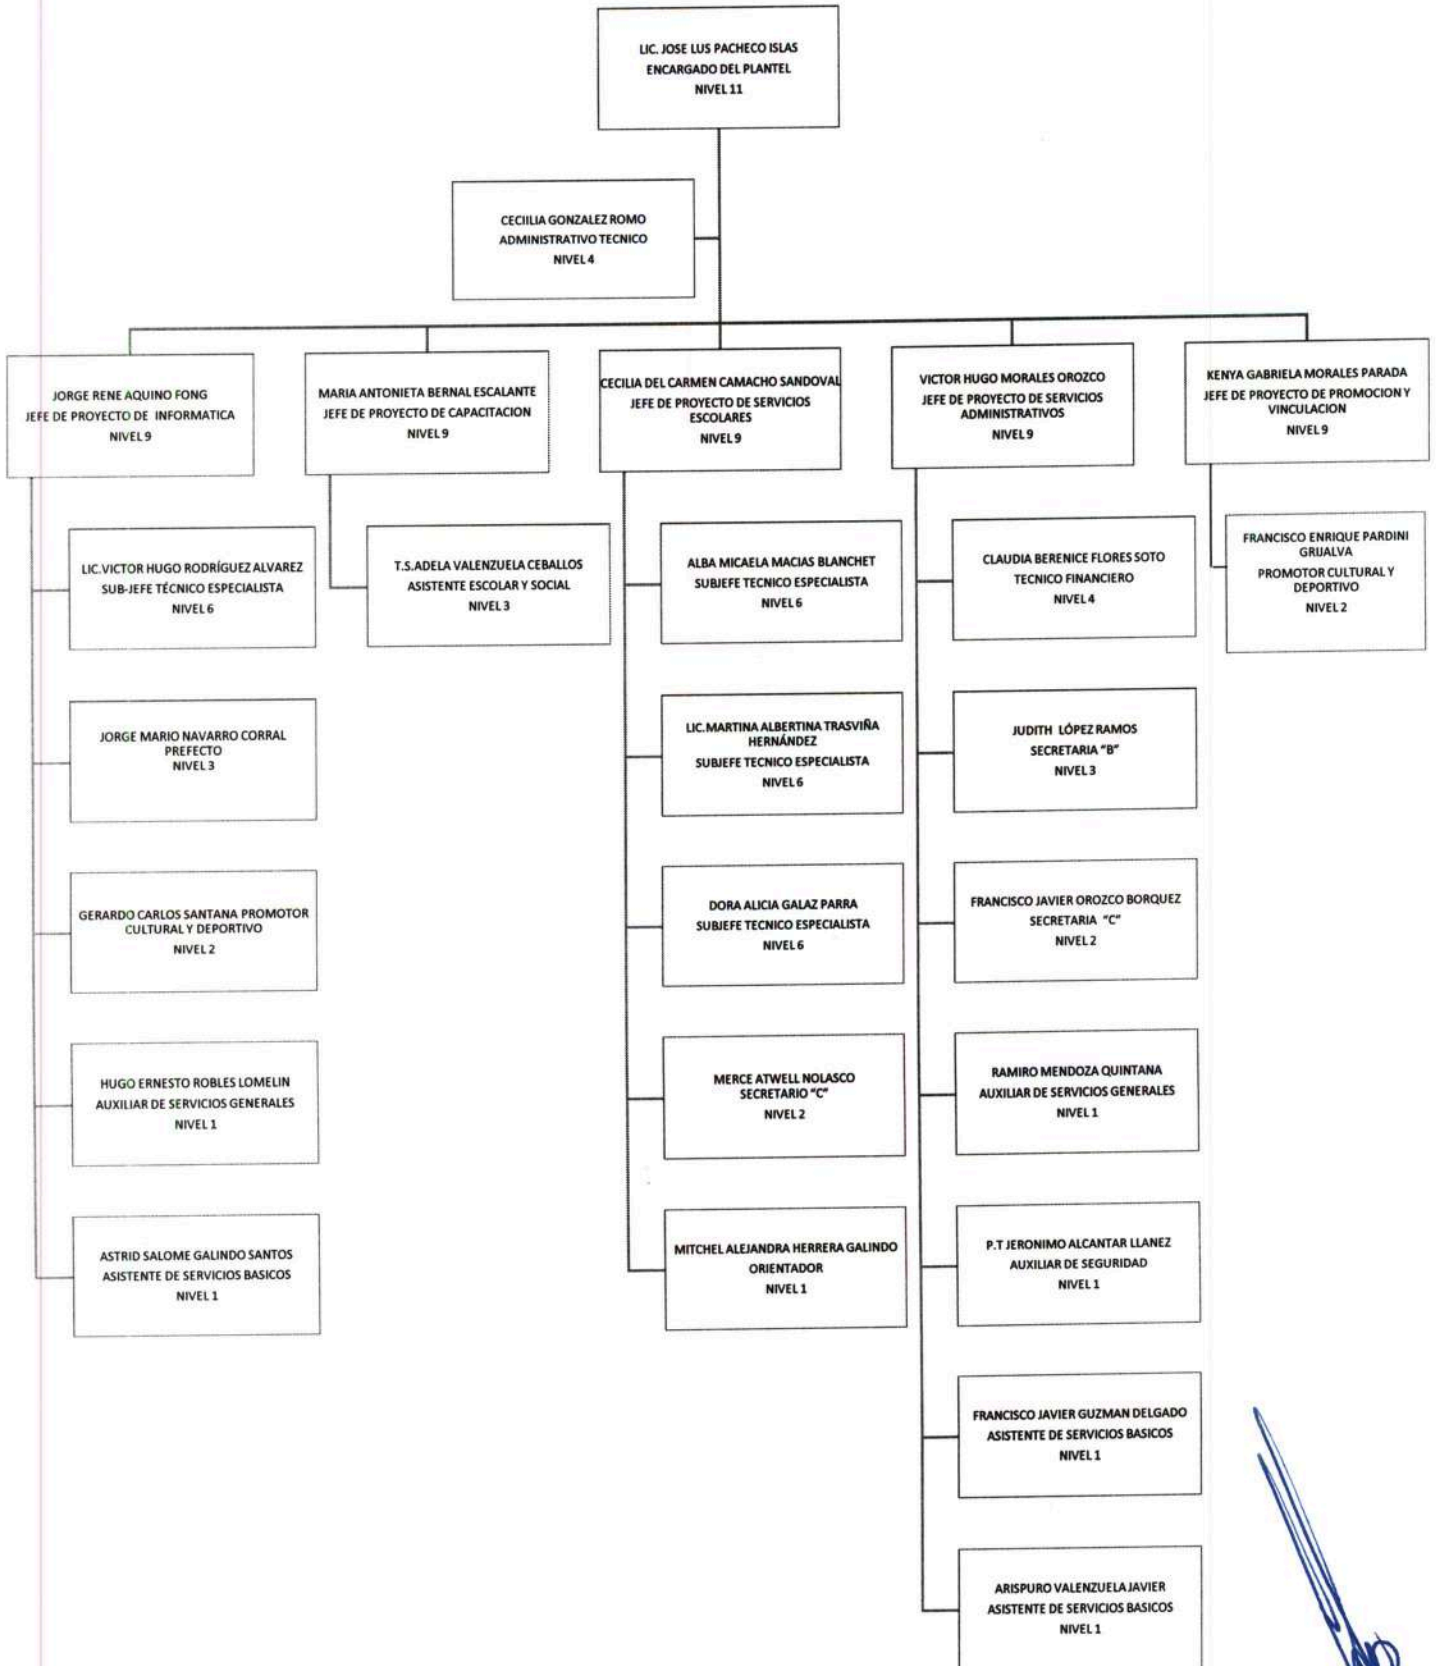 LIC. JOSE LUS PACHECO ISLAS
ENCARGADO DEL PLANTEL
NIVEL 11
CECIILIA GONZALEZ ROMO
ADMINISTRATIVO TECNICO
NIVEL 4
JORGE RENE AQUINO FONG
JEFE DE PROYECTO DE INFORMATICA
NIVEL 9
MARIA ANTONIETA BERNAL ESCALANTE
JEFE DE PROYECTO DE CAPACITACION
NIVEL 9
CECILIA DEL CARMEN CAMACHO SANDOVAL
JEFE DE PROYECTO DE SERVICIOS
ESCOLARES
NIVEL 9
VICTOR HUGO MORALES OROZCO
JEFE DE PROYECTO DE SERVICIOS
ADMINISTRATIVOS
NIVEL 9
KENYA GABRIELA MORALES PARADA
JEFE DE PROYECTO DE PROMOCION Y
VINCULACION
NIVEL 9
LIC.VICTOR HUGO RODRÍGUEZ ALVAREZ
SUB-JEFE TÉCNICO ESPECIALISTA
NIVEL 6
JORGE MARIO NAVARRO CORRAL
PREFECTO
NIVEL 3
GERARDO CARLOS SANTANA PROMOTOR
CULTURAL Y DEPORTIVO
NIVEL 2
HUGO ERNESTO ROBLES LOMELIN
AUXILIAR DE SERVICIOS GENERALES
NIVEL 1
ASTRID SALOME GALINDO SANTOS
ASISTENTE DE SERVICIOS BASICOS
NIVEL 1
T.S.ADELA VALENZUELA CEBALLOS
ASISTENTE ESCOLAR Y SOCIAL
NIVEL 3
ALBA MICAELA MACIAS BLANCHET
SUBJEFE TECNICO ESPECIALISTA
NIVEL 6
LIC.MARTINA ALBERTINA TRASVIÑA
HERNÁNDEZ
SUBJEFE TECNICO ESPECIALISTA
NIVEL 6
DORA ALICIA GALAZ PARRA
SUBJEFE TECNICO ESPECIALISTA
NIVEL 6
MERCE ATWELL NOLASCO
SECRETARIO "C"
NIVEL 2
MITCHEL ALEJANDRA HERRERA GALINDO
ORIENTADOR
NIVEL 1
CLAUDIA BERENICE FLORES SOTO
TECNICO FINANCIERO
NIVEL 4
JUDITH LÓPEZ RAMOS
SECRETARIA "B"
NIVEL 3
FRANCISCO JAVIER OROZCO BORQUEZ
SECRETARIA "C"
NIVEL 2
RAMIRO MENDOZA QUINTANA
AUXILIAR DE SERVICIOS GENERALES
NIVEL 1
P.T JERONIMO ALCANTAR LLANEZ
AUXILIAR DE SEGURIDAD
NIVEL 1
FRANCISCO JAVIER GUZMAN DELGADO
ASISTENTE DE SERVICIOS BASICOS
NIVEL 1
ARISPURO VALENZUELA JAVIER
ASISTENTE DE SERVICIOS BASICOS
NIVEL 1
FRANCISCO ENRIQUE PARDINI
GRIJALVA
PROMOTOR CULTURAL Y
DEPORTIVO
NIVEL 2